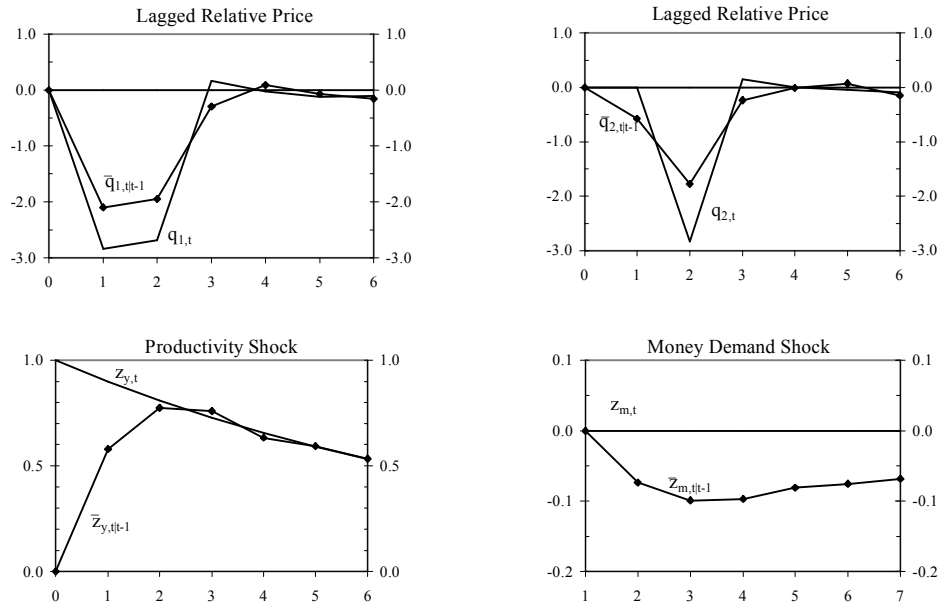 Lagged Relative Price
1.0 1.0
0.0 0.0
-1.0 -1.0
q̄1,t|t-1
-2.0 -2.0
q1,t
-3.0 -3.0
0 1 2 3 4 5 6
Lagged Relative Price
1.0 1.0
0.0 0.0
q̄2,t|t-1
-1.0 -1.0
-2.0 -2.0
q2,t
-3.0 -3.0
0 1 2 3 4 5 6
Productivity Shock
1.0 1.0
zy,t
0.5 0.5
z̄y,t|t-1
0.0 0.0
0 1 2 3 4 5 6
Money Demand Shock
0.1 0.1
zm,t
0.0 0.0
z̄m,t|t-1
-0.1 -0.1
-0.2 -0.2
1 2 3 4 5 6 7